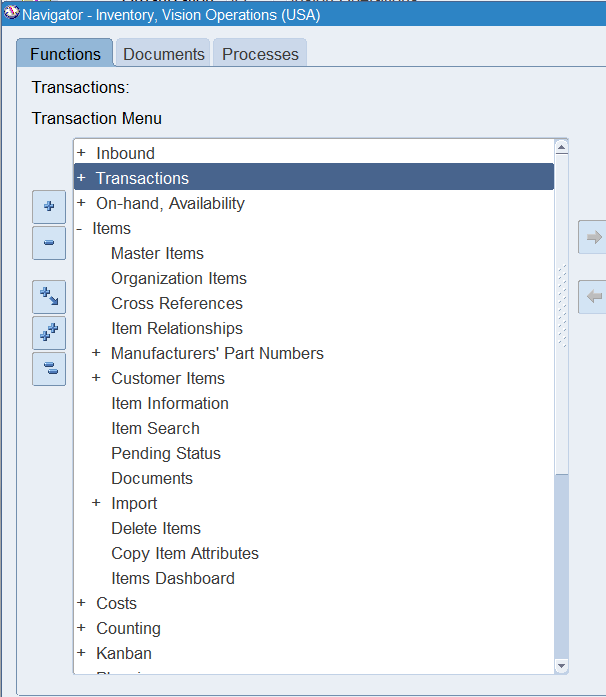 Navigator - Inventory, Vision Operations (USA)
Functions Documents Processes
Transactions:
Transaction Menu
+ Inbound
+ Transactions
+ On-hand, Availability
- Items
Master Items
Organization Items
Cross References
Item Relationships
+ Manufacturers' Part Numbers
+ Customer Items
Item Information
Item Search
Pending Status
Documents
+ Import
Delete Items
Copy Item Attributes
Items Dashboard
+ Costs
+ Counting
+ Kanban